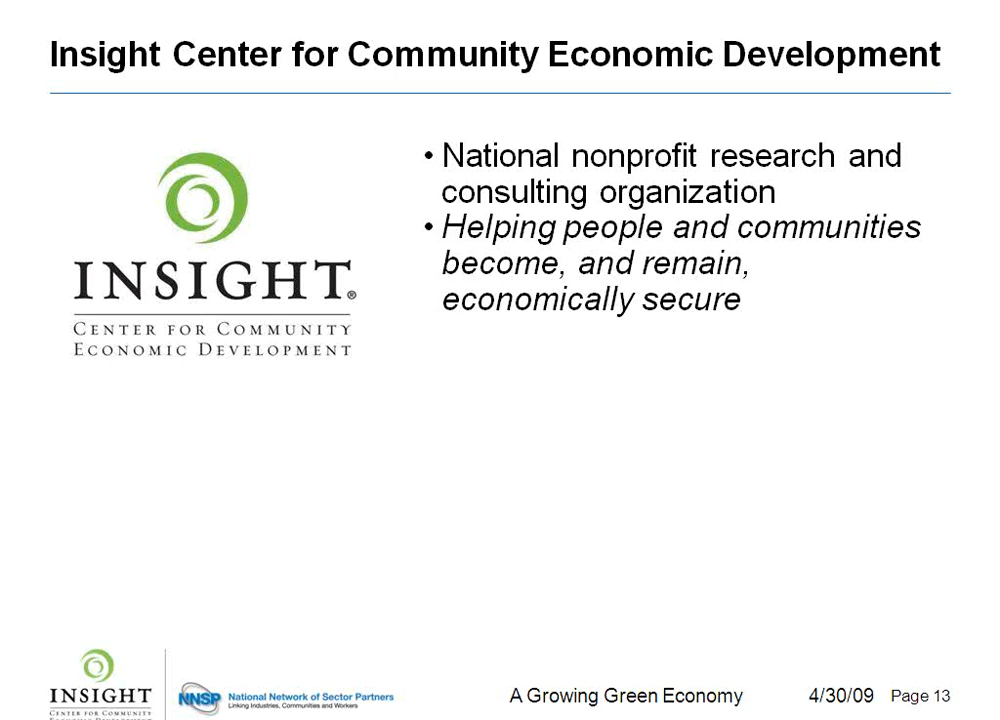 Insight Center for Community Economic Development
INSIGHT®
CENTER FOR COMMUNITY
ECONOMIC DEVELOPMENT
• National nonprofit research and
consulting organization
• Helping people and communities
become, and remain,
economically secure
INSIGHT
CENTER FOR COMMUNITY
ECONOMIC DEVELOPMENT
NNSP
National Network of Sector Partners
Linking Industries, Communities and Workers
A Growing Green Economy
4/30/09
Page 13